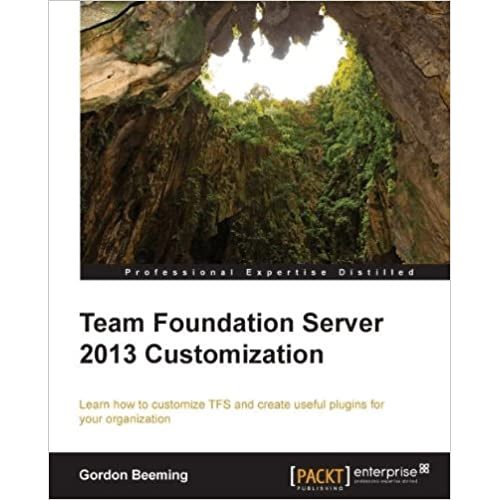 Professional Expertise Distilled
Team Foundation Server
2013 Customization
Learn how to customize TFS and create useful plugins for
your organization
Gordon Beeming
[PACKT] enterprise
PUBLISHING
professional expertise distilled